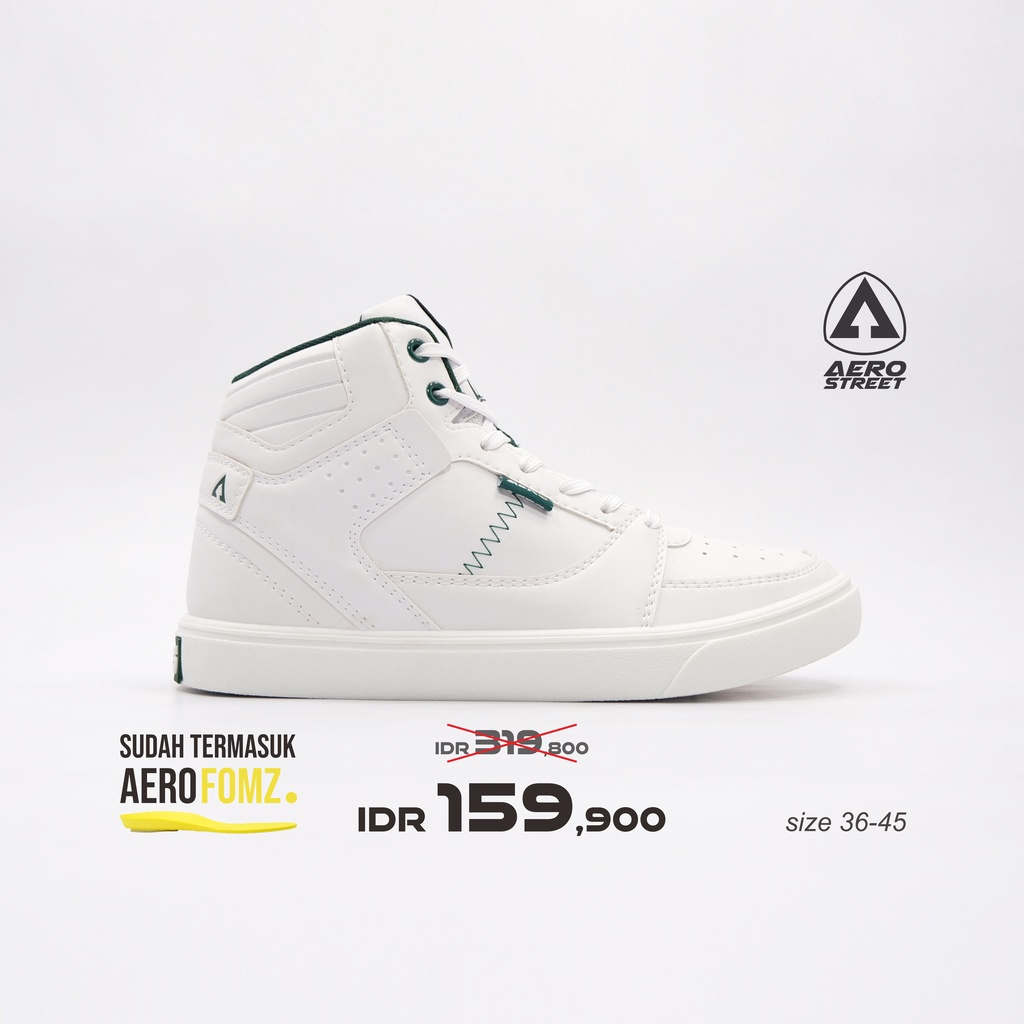 AERO
STREET
SUDAH TERMASUK
AEROFOMZ.
IDR 319,800
IDR 159,900
size 36-45